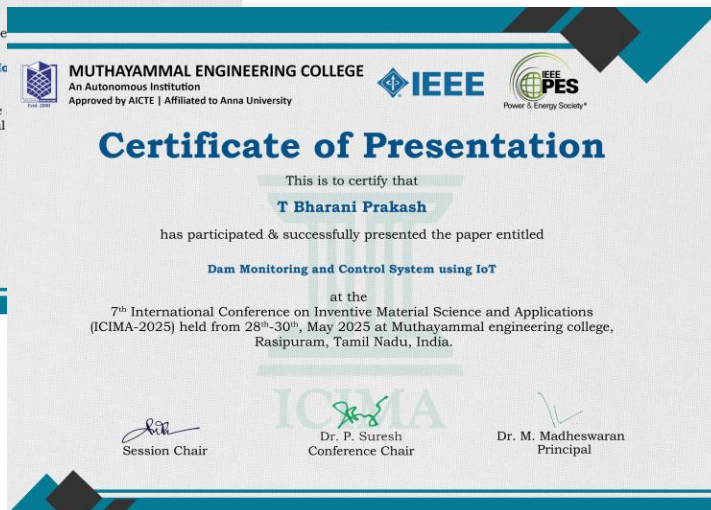 MUTHAYAMMAL ENGINEERING COLLEGE
An Autonomous Institution
Approved by AICTE | Affiliated to Anna University
Estd. 2000
IEEE
IEEE
PES
Power & Energy Society®
Certificate of Presentation
This is to certify that
T Bharani Prakash
has participated & successfully presented the paper entitled
Dam Monitoring and Control System using IoT
at the
7th International Conference on Inventive Material Science and Applications
(ICIMA-2025) held from 28th-30th, May 2025 at Muthayammal engineering college,
Rasipuram, Tamil Nadu, India.
ICIMA
Session Chair
Dr. P. Suresh
Conference Chair
Dr. M. Madheswaran
Principal